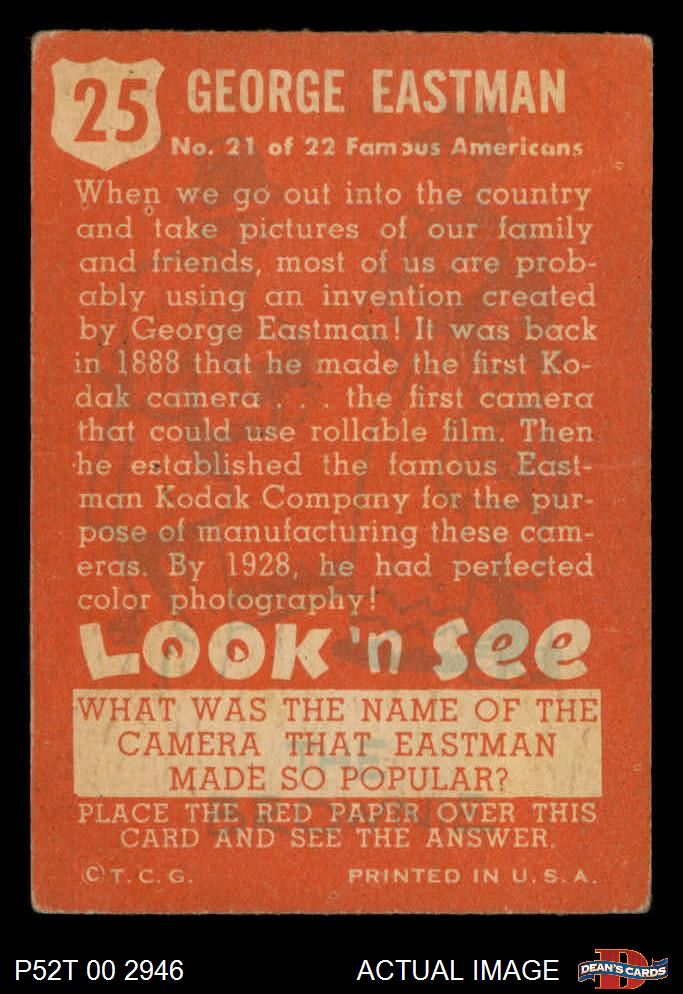 25
GEORGE EASTMAN
No. 21 of 22 Famous Americans
When we go out into the country
and take pictures of our family
and friends, most of us are prob-
ably using an invention created
by George Eastman! It was back
in 1888 that he made the first Ko-
dak camera . . . the first camera
that could use rollable film. Then
he established the famous East-
man Kodak Company for the pur-
pose of manufacturing these cam-
eras. By 1928, he had perfected
color photography!
LOOK 'n SEE
WHAT WAS THE NAME OF THE
CAMERA THAT EASTMAN
MADE SO POPULAR?
PLACE THE RED PAPER OVER THIS
CARD AND SEE THE ANSWER.
© T. C. G. PRINTED IN U. S. A.
P52T 00 2946 ACTUAL IMAGE DEAN'S CARDS